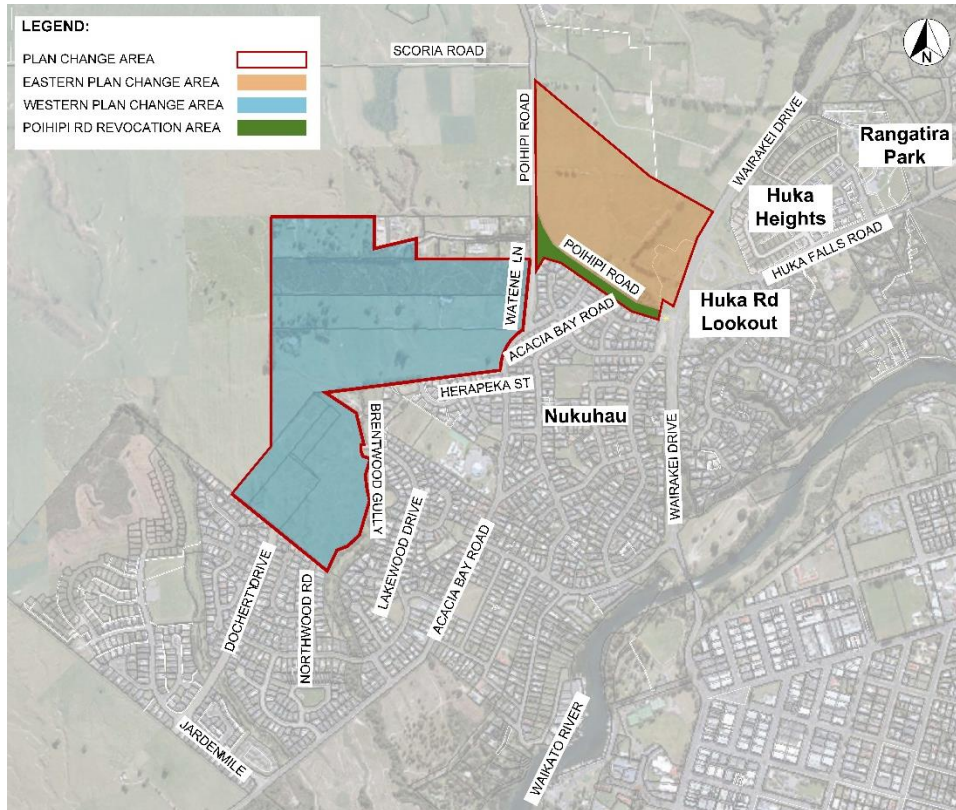 LEGEND:
PLAN CHANGE AREA
EASTERN PLAN CHANGE AREA
WESTERN PLAN CHANGE AREA
POIHIPI RD REVOCATION AREA
N
SCORIA ROAD
POIHIPI ROAD
WAIRAKEI DRIVE
Rangatira
Park
Huka
Heights
HUKA FALLS ROAD
POIHIPI ROAD
WATENE LN
Huka Rd
Lookout
ACACIA BAY ROAD
HERAPEKA ST
Nukuhau
BRENTWOOD GULLY
WAIRAKEI DRIVE
LAKEWOOD DRIVE
ACACIA BAY ROAD
DOCHERTY DRIVE
NORTHWOOD RD
JARDENMILE
WAIKATO RIVER